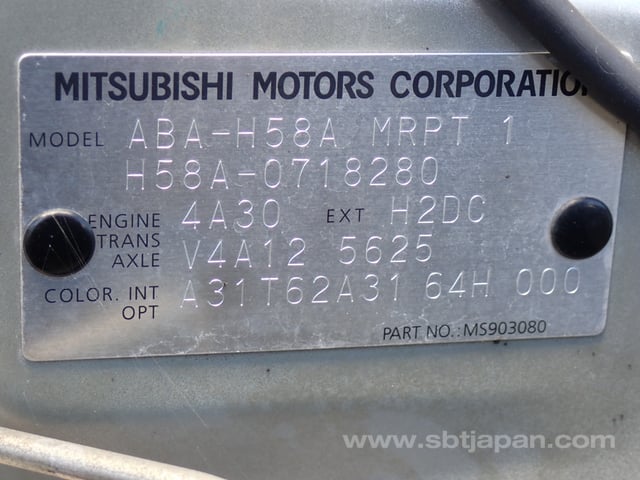 MITSUBISHI MOTORS CORPORATION
MODEL ABA-H58A MRPT 1
H58A-0718280
ENGINE 4A30 EXT H2DC
TRANS AXLE V4A12 5625
COLOR. INT OPT A31T62A31 64H 000
PART NO.:MS903080
www.sbtjapan.com